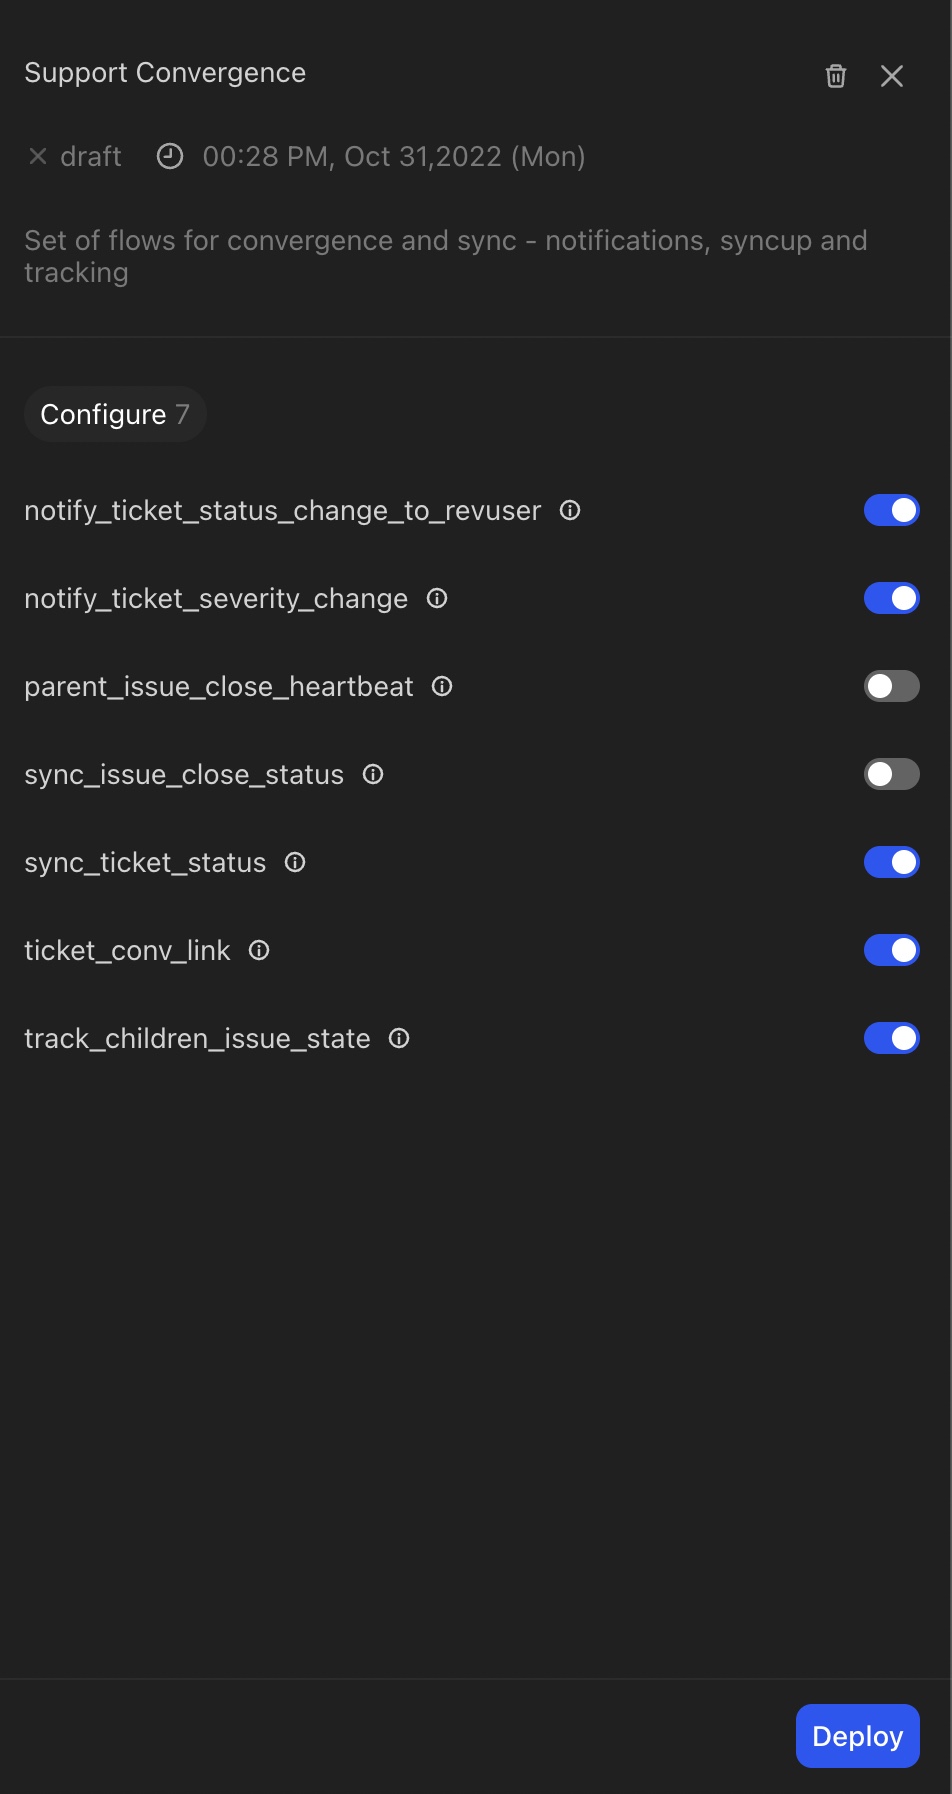 Support Convergence
draft 00:28 PM, Oct 31,2022 (Mon)
Set of flows for convergence and sync - notifications, syncup and
tracking
Configure 7
notify_ticket_status_change_to_revuser
notify_ticket_severity_change
parent_issue_close_heartbeat
sync_issue_close_status
sync_ticket_status
ticket_conv_link
track_children_issue_state
Deploy